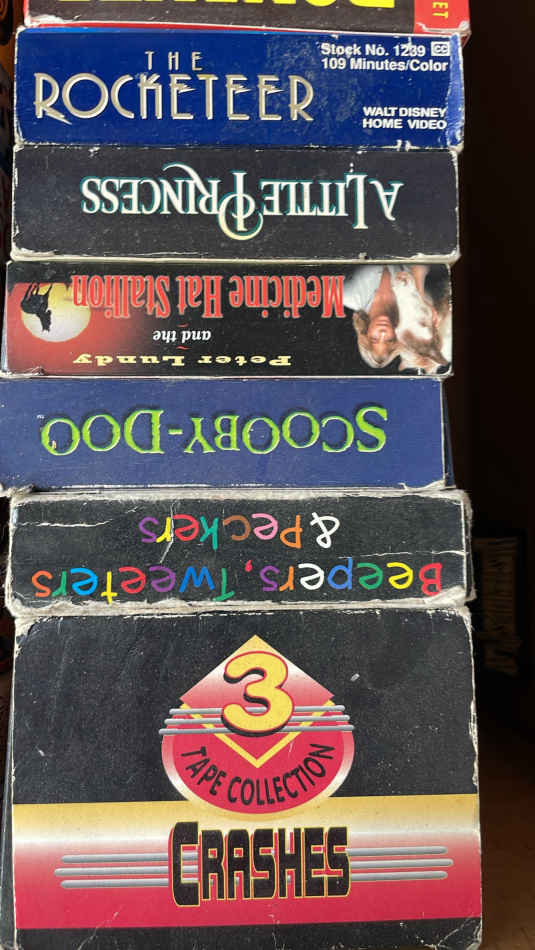 THE
ROCKETEER
Stock No. 1239 CC
109 Minutes/Color
WALT DISNEY
HOME VIDEO
A LITTLE PRINCESS
Peter Lundy
and the
Medicine Hat Stallion
SCOOBY-DOO
Beepers, Tweeters
& Peckers
3
TAPE COLLECTION
CRASHES